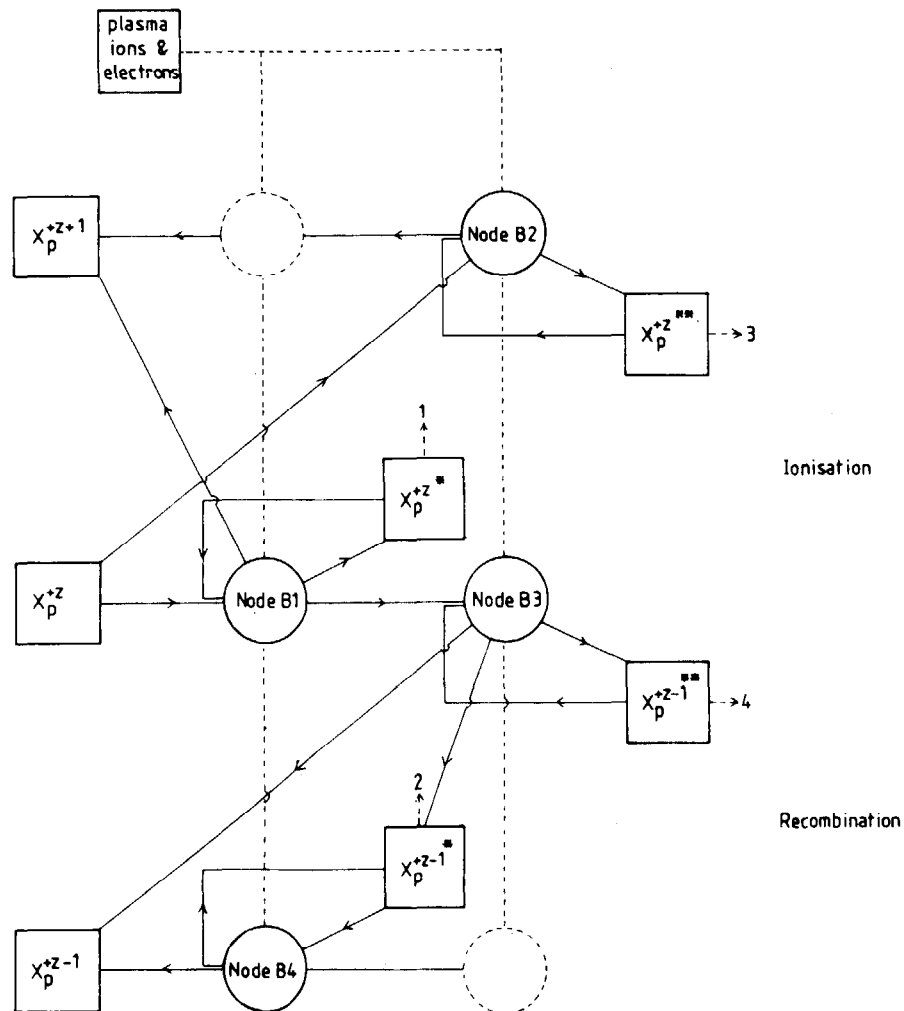 plasma
ions &
electrons
X_p^{+z+1}
Node B2
X_p^{+z **}
3
1
Ionisation
X_p^{+z *}
X_p^{+z}
Node B1
Node B3
X_p^{+z-1 **}
4
2
Recombination
X_p^{+z-1 *}
X_p^{+z-1}
Node B4